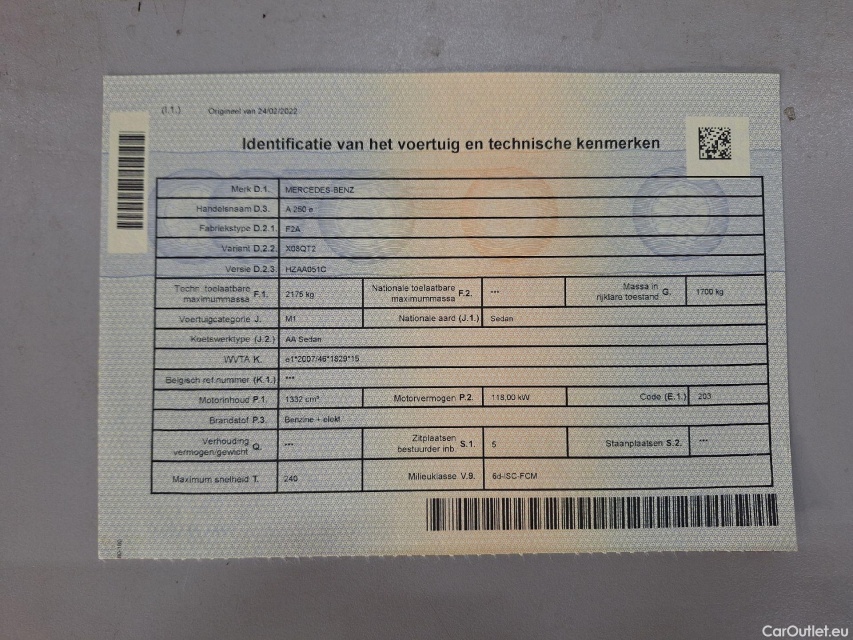 (I.1.) Origineel van 24/02/2022
Identificatie van het voertuig en technische kenmerken
Merk D.1. MERCEDES-BENZ
Handelsnaam D.3. A 250 e
Fabriekstype D.2.1. F2A
Variant D.2.2. X08QT2
Versie D.2.3. HZAA051C
Techn. toelaatbare maximummassa F.1. 2175 kg Nationale toelaatbare maximummassa F.2. --- Massa in rijklare toestand G. 1700 kg
Voertuigcategorie J. M1 Nationale aard (J.1.) Sedan
Koetswerktype (J.2.) AA Sedan
WVTA K. e1*2007/46*1829*15
Belgisch ref.nummer (K.1.) ---
Motorinhoud P.1. 1332 cm³ Motorvermogen P.2. 118,00 kW Code (E.1.) 203
Brandstof P.3. Benzine + elekt
Verhouding vermogen/gewicht Q. --- Zitplaatsen bestuurder inb. S.1. 5 Staanplaatsen S.2. ---
Maximum snelheid T. 240 Milieuklasse V.9. 6d-ISC-FCM
CarOutlet.eu